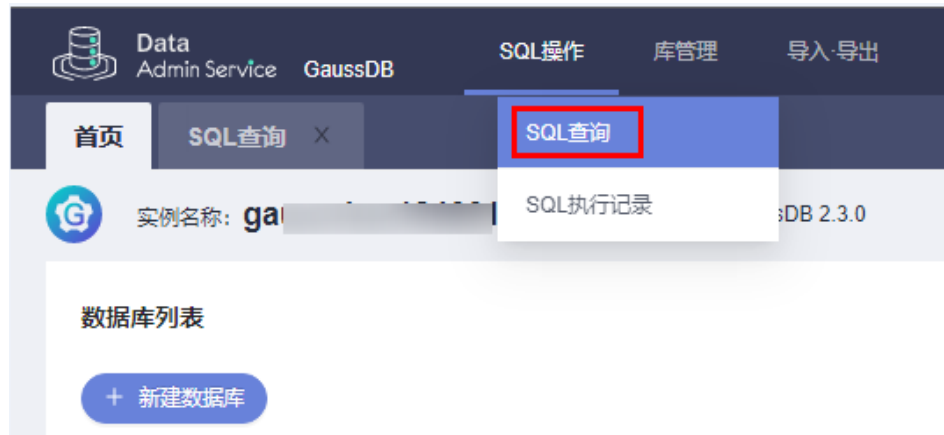 Data
Admin Service GaussDB SQL操作 库管理 导入·导出
首页 SQL查询 X SQL查询
SQL执行记录
实例名称: DB 2.3.0
数据库列表
+ 新建数据库